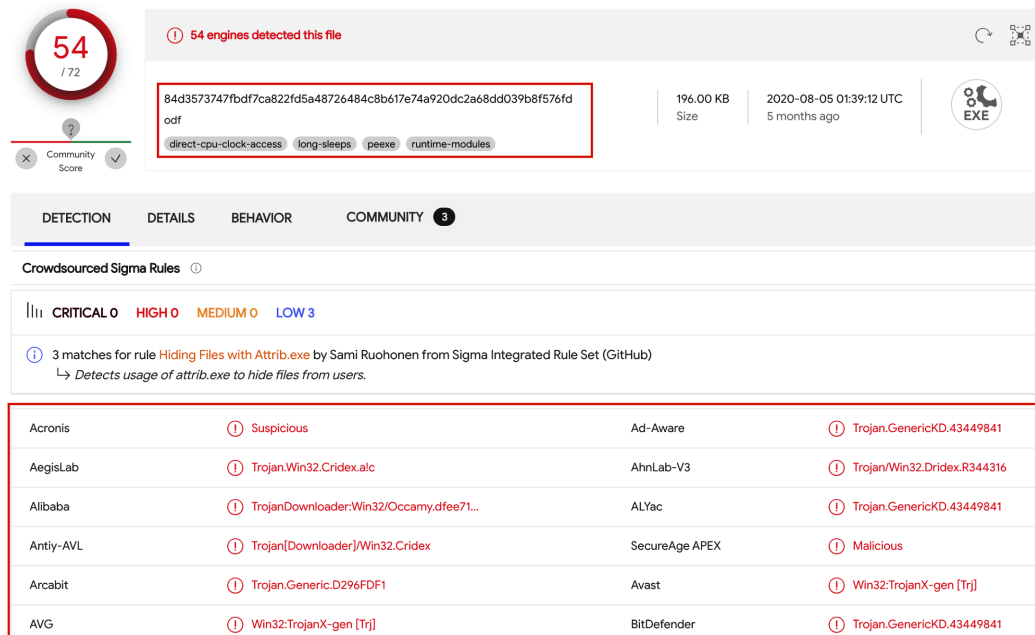 54
/ 72
?
Community
Score
54 engines detected this file
84d3573747fbdf7ca822fd5a48726484c8b617e74a920dc2a68dd039b8f576fd
odf
direct-cpu-clock-access long-sleeps peexe runtime-modules
196.00 KB
Size
2020-08-05 01:39:12 UTC
5 months ago
EXE
DETECTION DETAILS BEHAVIOR COMMUNITY 3
Crowdsourced Sigma Rules
CRITICAL 0 HIGH 0 MEDIUM 0 LOW 3
3 matches for rule Hiding Files with Attrib.exe by Sami Ruohonen from Sigma Integrated Rule Set (GitHub)
Detects usage of attrib.exe to hide files from users.
Acronis Suspicious Ad-Aware Trojan.GenericKD.43449841
AegisLab Trojan.Win32.Cridex.a!c AhnLab-V3 Trojan/Win32.Dridex.R344316
Alibaba TrojanDownloader:Win32/Occamy.dfee71... ALYac Trojan.GenericKD.43449841
Antiy-AVL Trojan[Downloader]/Win32.Cridex SecureAge APEX Malicious
Arcabit Trojan.Generic.D296FDF1 Avast Win32:TrojanX-gen [Trj]
AVG Win32:TrojanX-gen [Trj] BitDefender Trojan.GenericKD.43449841